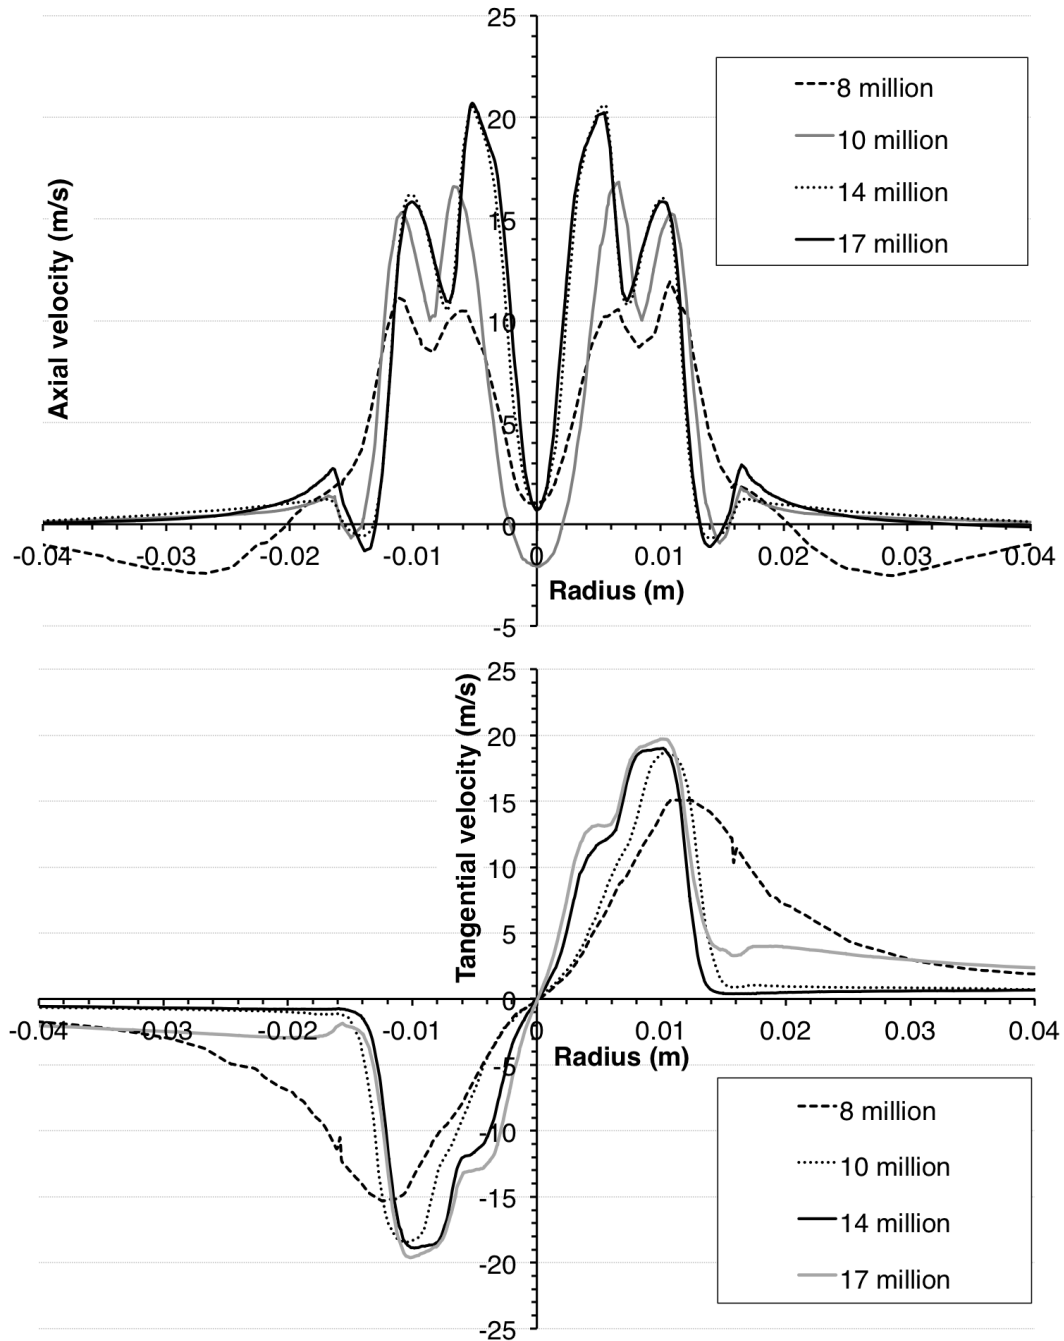 25
20
15
10
5
0
-5
Axial velocity (m/s)
8 million
10 million
14 million
17 million
-0.04 -0.03 -0.02 -0.01 0 0.01 0.02 0.03 0.04
Radius (m)
25
20
15
10
5
0
-5
-10
-15
-20
-25
Tangential velocity (m/s)
-0.04 -0.03 -0.02 -0.01 0 0.01 0.02 0.03 0.04
Radius (m)
8 million
10 million
14 million
17 million